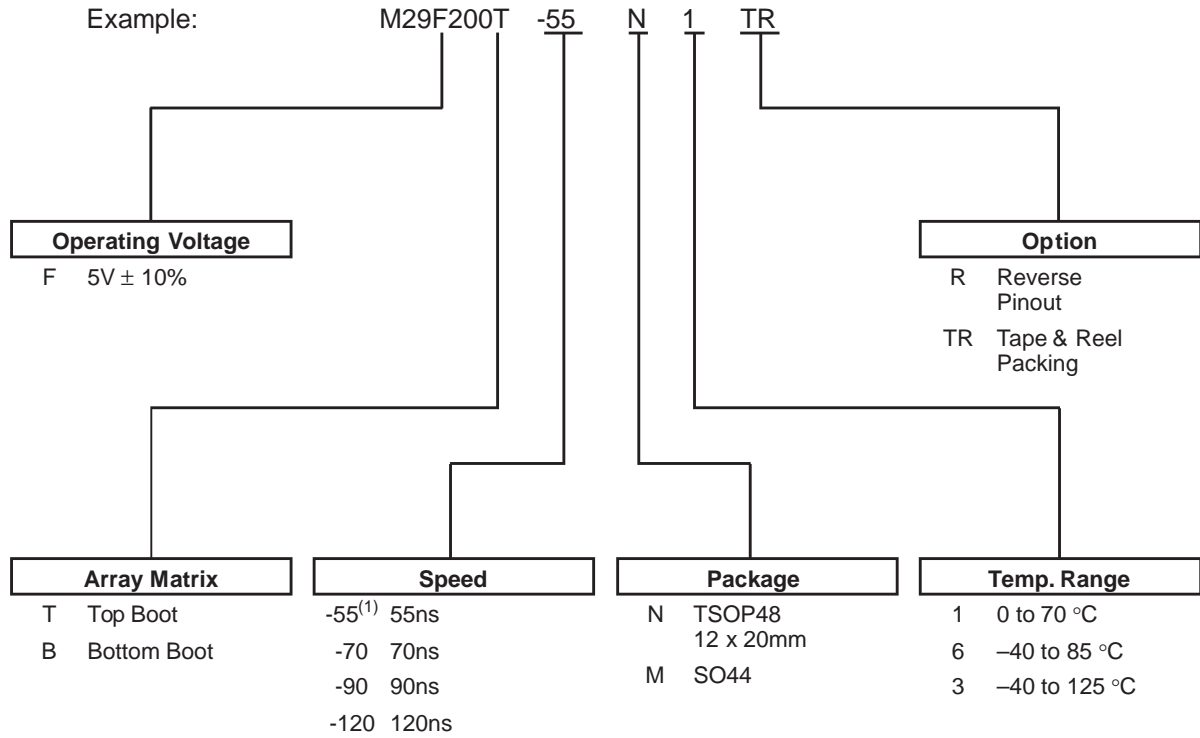 Example: M29F200T -55 N 1 TR
Operating Voltage
F 5V ± 10%
Option
R Reverse
Pinout
TR Tape & Reel
Packing
Array Matrix
T Top Boot
B Bottom Boot
Speed
-55(1) 55ns
-70 70ns
-90 90ns
-120 120ns
Package
N TSOP48
12 x 20mm
M SO44
Temp. Range
1 0 to 70 °C
6 –40 to 85 °C
3 –40 to 125 °C